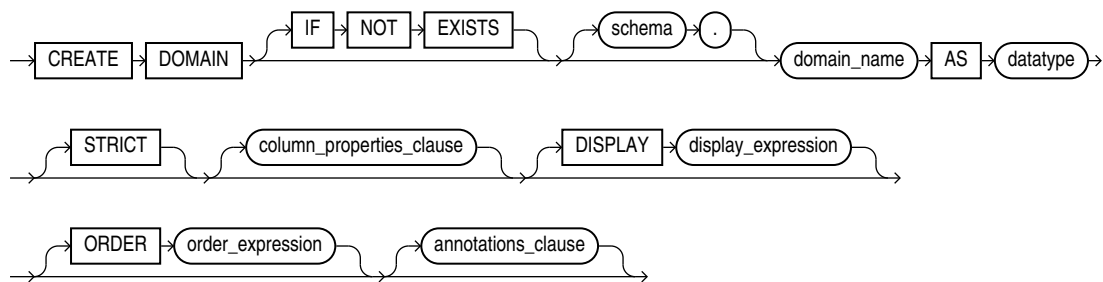 IF NOT EXISTS schema .
CREATE DOMAIN domain_name AS datatype
STRICT column_properties_clause DISPLAY display_expression
ORDER order_expression annotations_clause